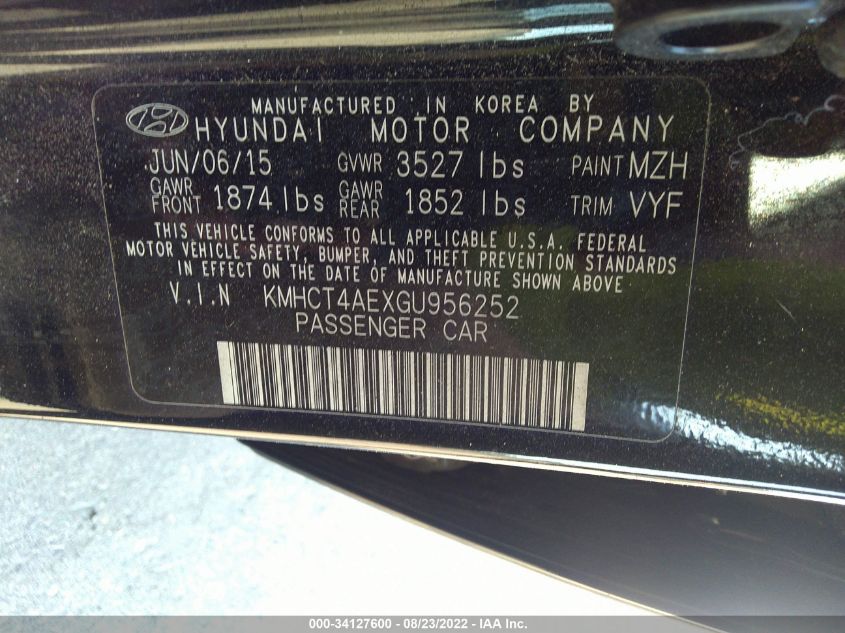 MANUFACTURED IN KOREA BY
HYUNDAI MOTOR COMPANY
JUN/06/15 GVWR 3527 lbs PAINT MZH
GAWR FRONT 1874 lbs GAWR REAR 1852 lbs TRIM VYF
THIS VEHICLE CONFORMS TO ALL APPLICABLE U.S.A. FEDERAL
MOTOR VEHICLE SAFETY, BUMPER, AND THEFT PREVENTION STANDARDS
IN EFFECT ON THE DATE OF MANUFACTURE SHOWN ABOVE
V.I.N KMHCT4AEXGU956252
PASSENGER CAR
000-34127600 - 08/23/2022 - IAA Inc.